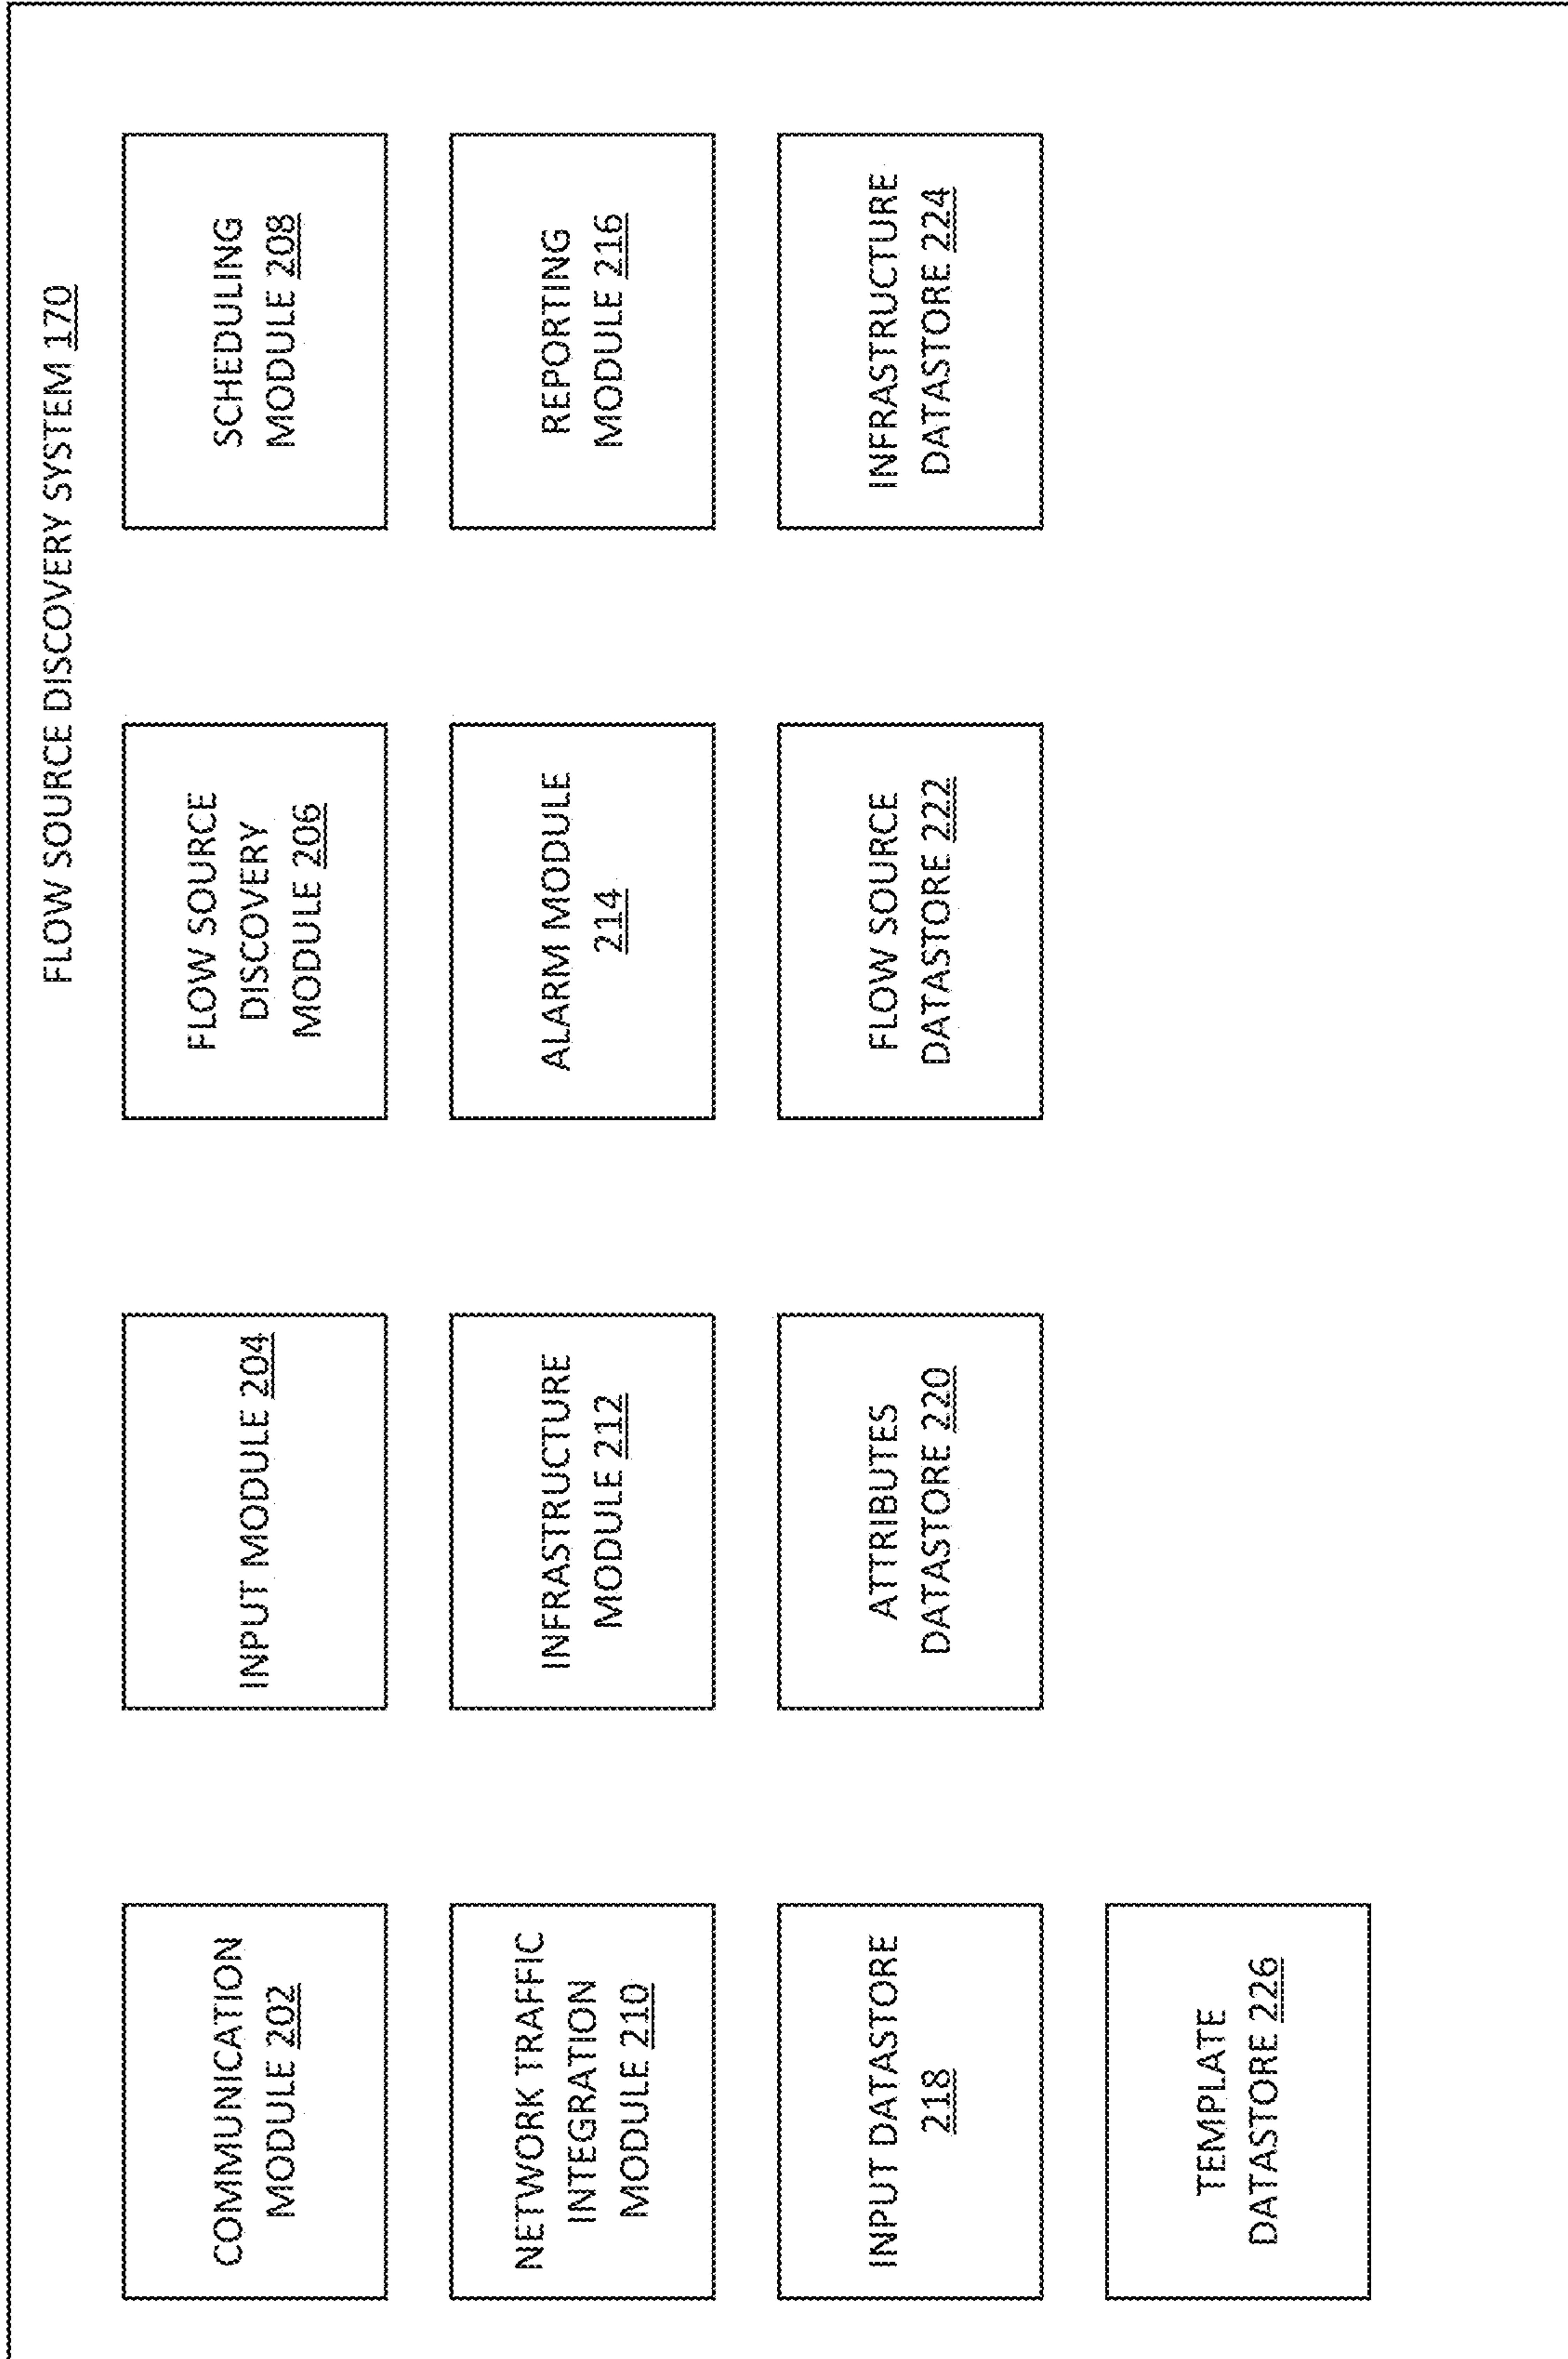 FLOW SOURCE DISCOVERY SYSTEM 170
COMMUNICATION
MODULE 202
INPUT MODULE 204
FLOW SOURCE
DISCOVERY
MODULE 206
SCHEDULING
MODULE 208
NETWORK TRAFFIC
INTEGRATION
MODULE 210
INFRASTRUCTURE
MODULE 212
ALARM MODULE
214
REPORTING
MODULE 216
INPUT DATASTORE
218
ATTRIBUTES
DATASTORE 220
FLOW SOURCE
DATASTORE 222
INFRASTRUCTURE
DATASTORE 224
TEMPLATE
DATASTORE 226